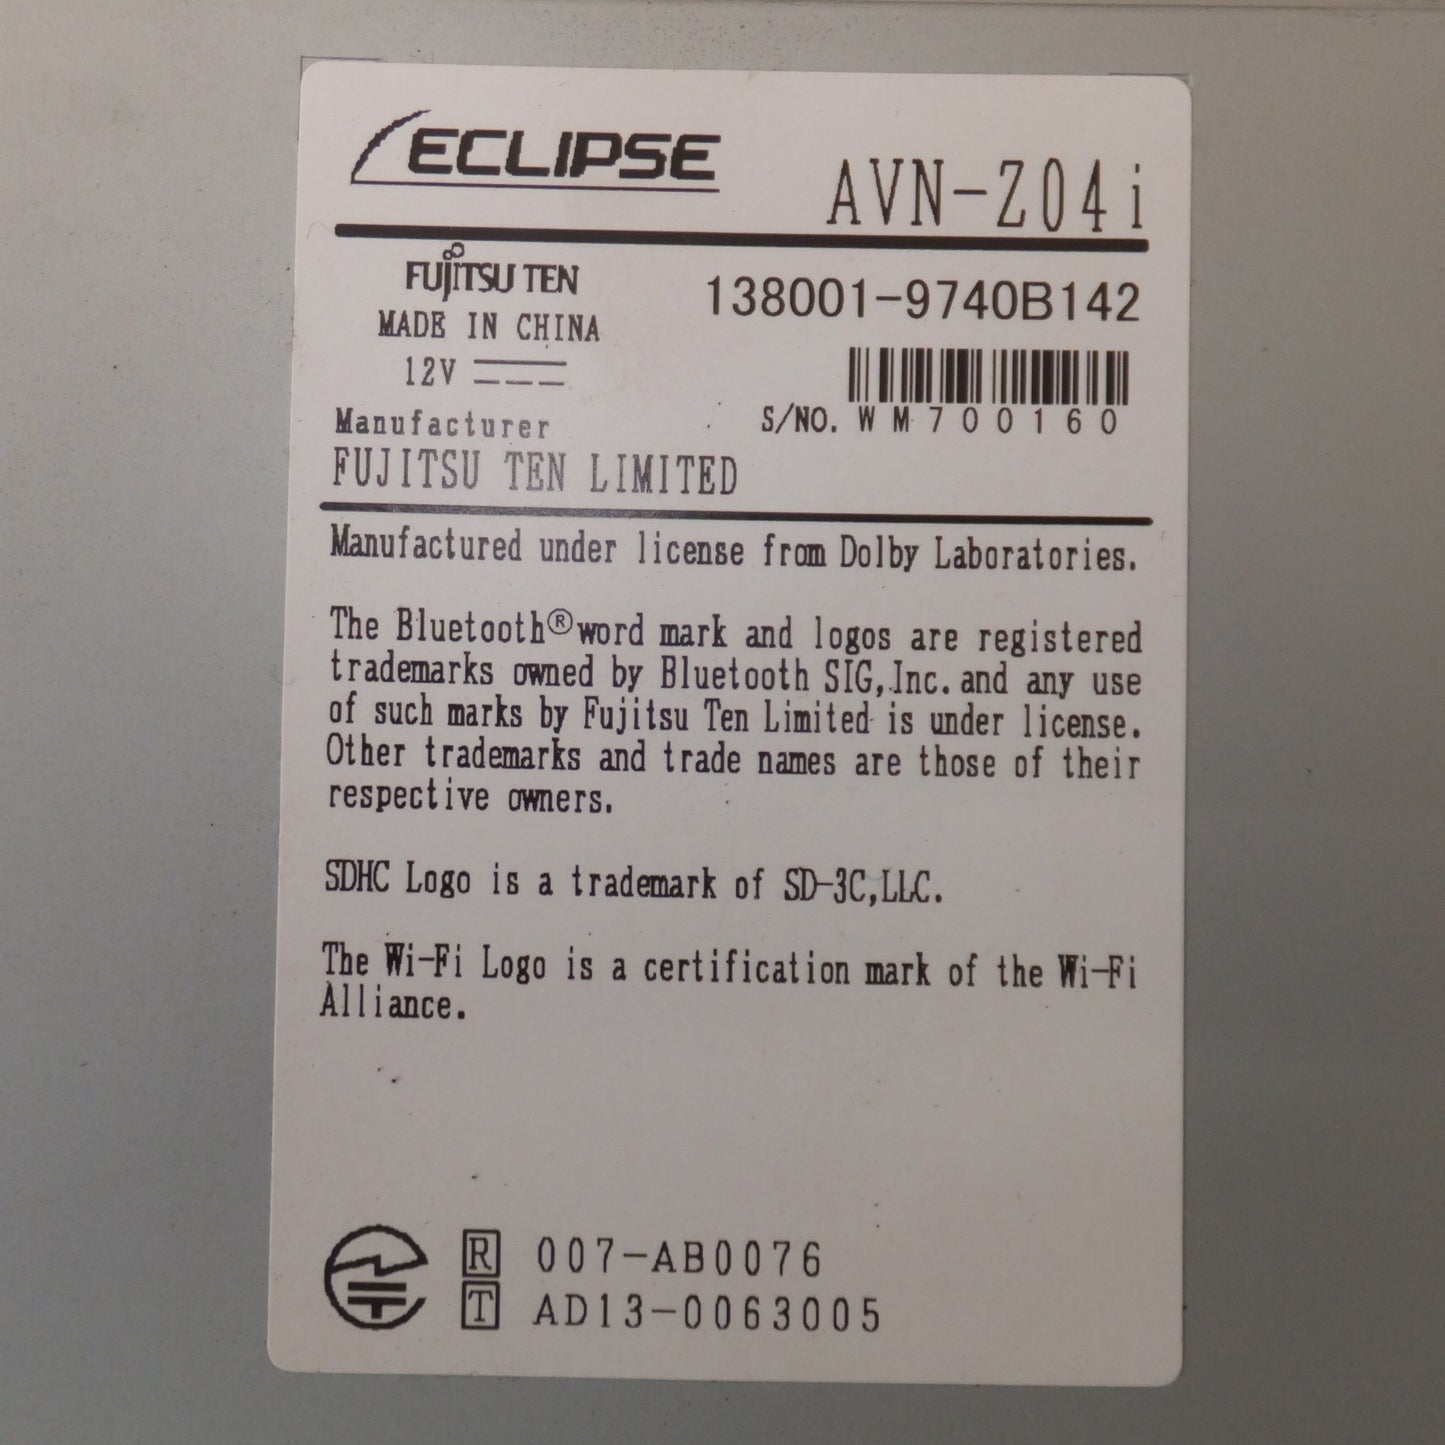 ECLIPSE AVN-Z04i
FUJITSU TEN
138001-9740B142
MADE IN CHINA
12V
S/NO. WM700160
Manufacturer
FUJITSU TEN LIMITED
Manufactured under license from Dolby Laboratories.
The Bluetooth® word mark and logos are registered
trademarks owned by Bluetooth SIG, Inc. and any use
of such marks by Fujitsu Ten Limited is under license.
Other trademarks and trade names are those of their
respective owners.
SDHC Logo is a trademark of SD-3C,LLC.
The Wi-Fi Logo is a certification mark of the Wi-Fi
Alliance.
R 007-AB0076
T AD13-0063005